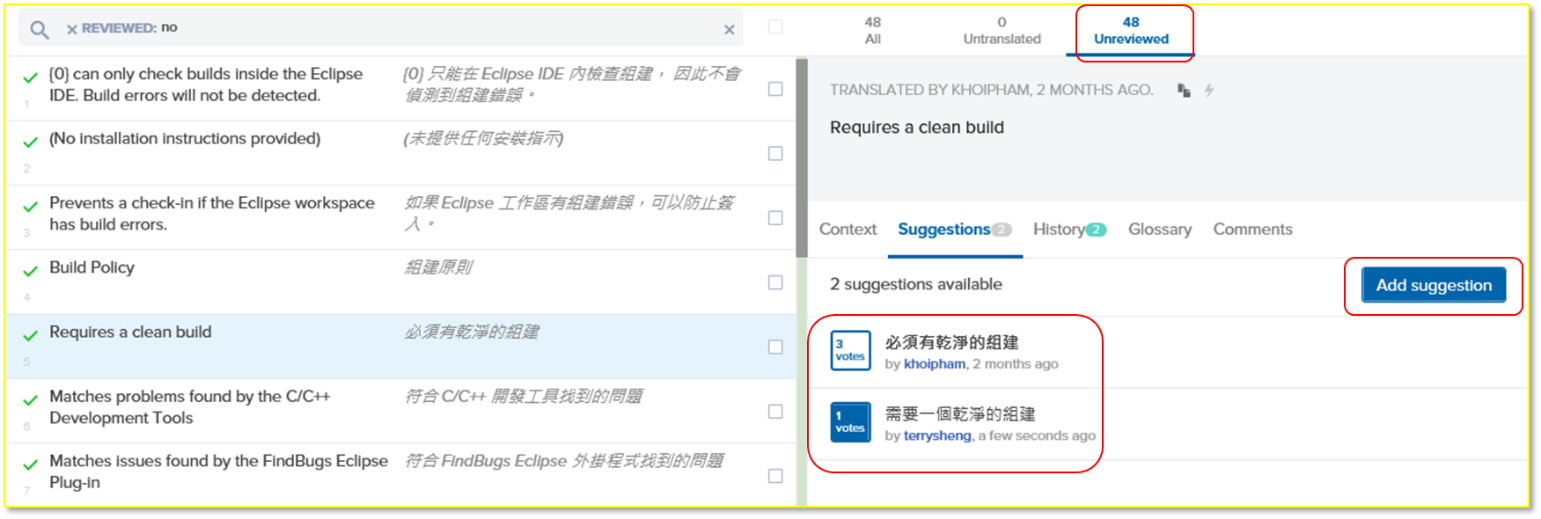 REVIEWED: no
48
All
0
Untranslated
48
Unreviewed
{0} can only check builds inside the Eclipse
IDE. Build errors will not be detected.
1
{0} 只能在 Eclipse IDE 內檢查組建， 因此不會
偵測到組建錯誤。
(No installation instructions provided)
2
(未提供任何安裝指示)
Prevents a check-in if the Eclipse workspace
has build errors.
3
如果 Eclipse 工作區有組建錯誤，可以防止簽
入。
Build Policy
4
組建原則
Requires a clean build
5
必須有乾淨的組建
Matches problems found by the C/C++
Development Tools
6
符合 C/C++ 開發工具找到的問題
Matches issues found by the FindBugs Eclipse
Plug-in
7
符合 FindBugs Eclipse 外掛程式找到的問題
TRANSLATED BY KHOIPHAM, 2 MONTHS AGO.
Requires a clean build
Context Suggestions 2 History 2 Glossary Comments
2 suggestions available
Add suggestion
3
votes
必須有乾淨的組建
by khoipham, 2 months ago
1
votes
需要一個乾淨的組建
by terrysheng, a few seconds ago